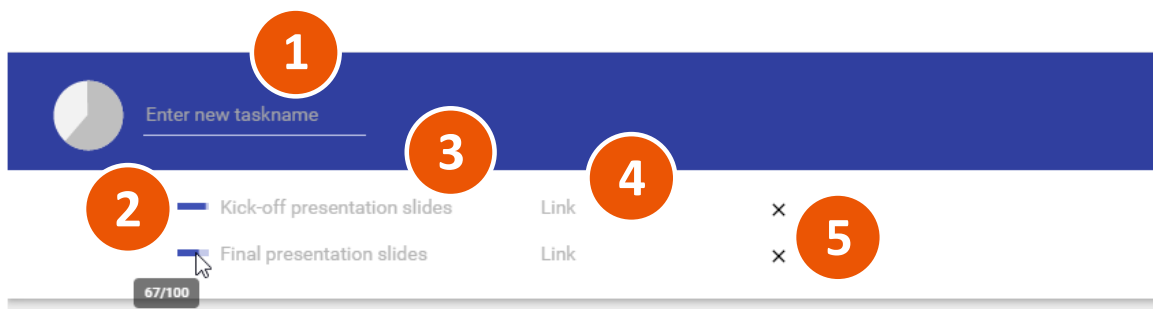 1
Enter new taskname
3
4
2
Kick-off presentation slides Link ×
5
Final presentation slides Link ×
67/100